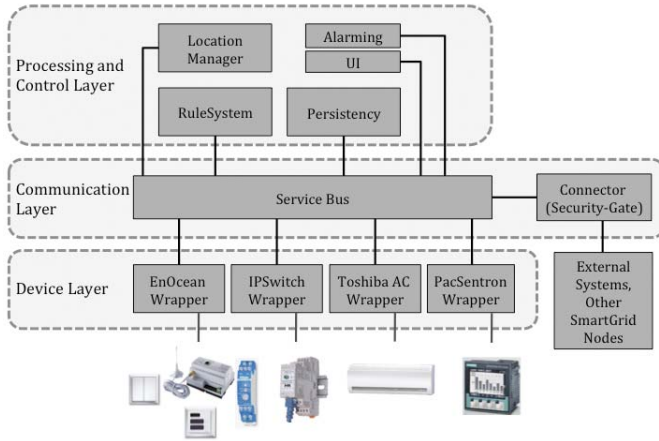 Location
Manager
Alarming
UI
Processing and
Control Layer
RuleSystem
Persistency
Communication
Layer
Service Bus
Connector
(Security-Gate)
Device Layer
EnOcean
Wrapper
IPSwitch
Wrapper
Toshiba AC
Wrapper
PacSentron
Wrapper
External
Systems,
Other
SmartGrid
Nodes